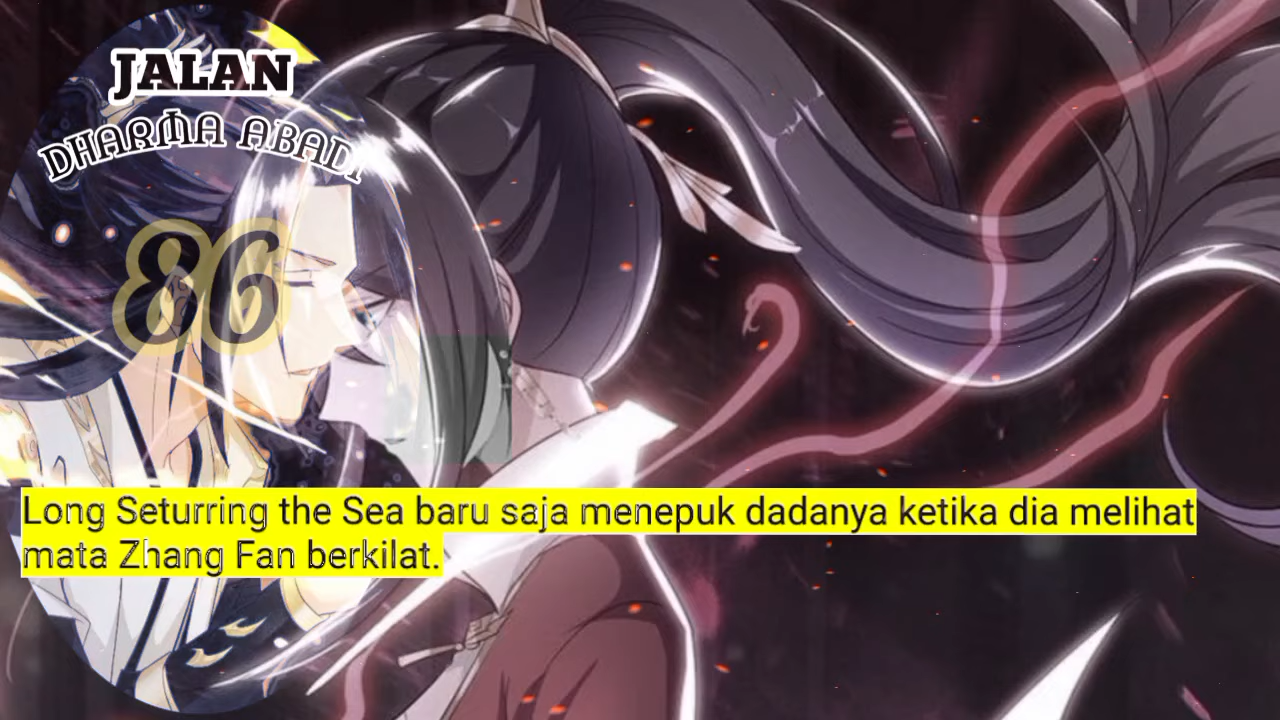 JALAN
DHARMA ABADI
86
Long Seturring the Sea baru saja menepuk dadanya ketika dia melihat
mata Zhang Fan berkilat.